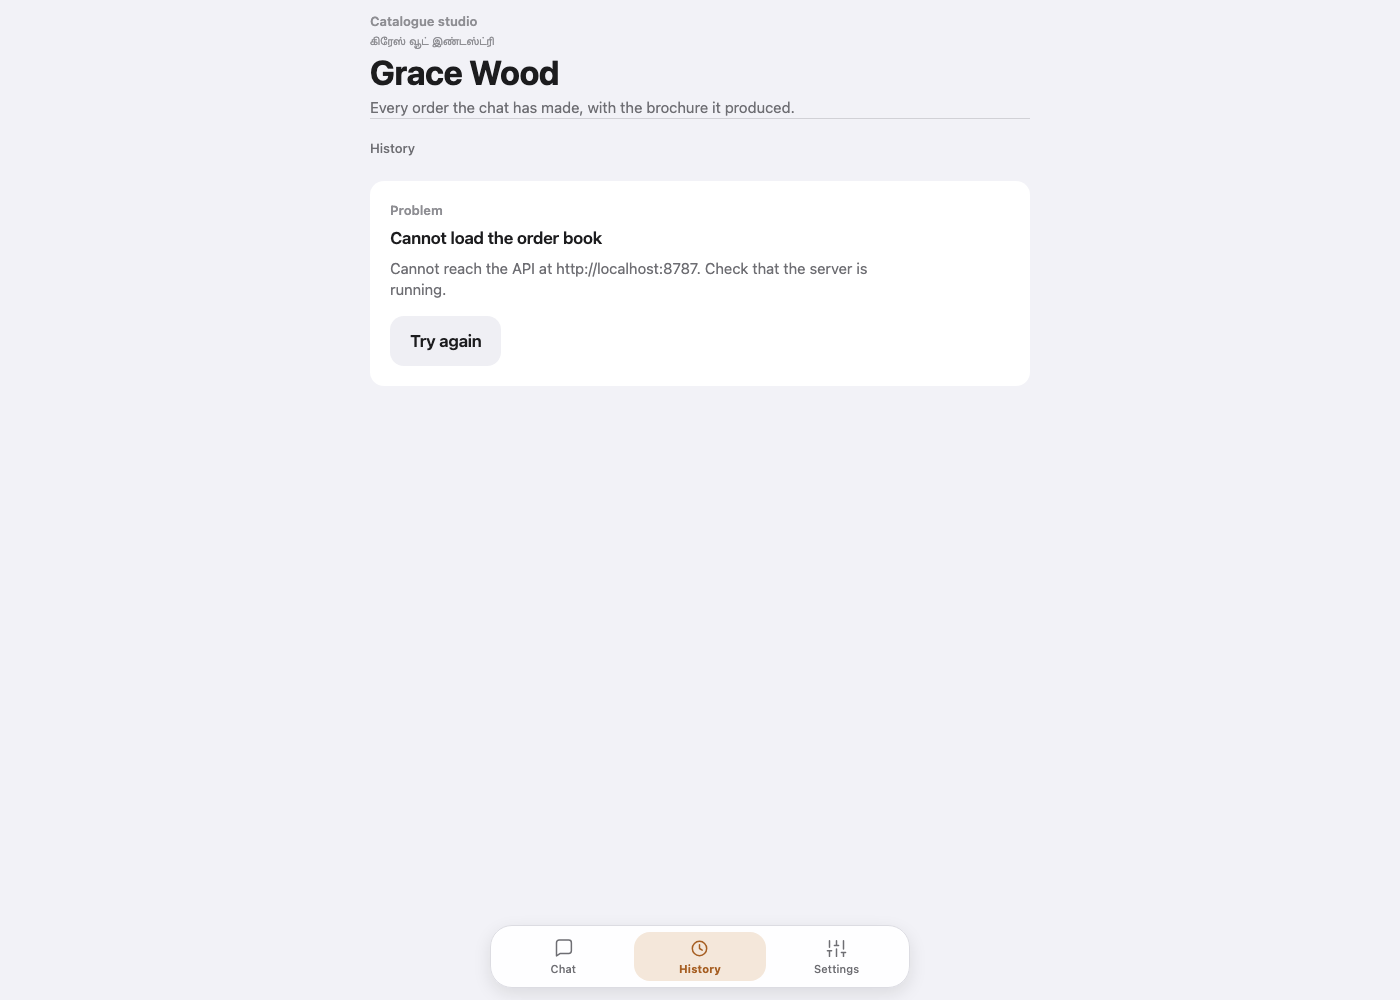 Catalogue studio
கிரேஸ் வூட் இண்டஸ்ட்ரி
Grace Wood
Every order the chat has made, with the brochure it produced.
History
Problem
Cannot load the order book
Cannot reach the API at http://localhost:8787. Check that the server is
running.
Try again
Chat
History
Settings